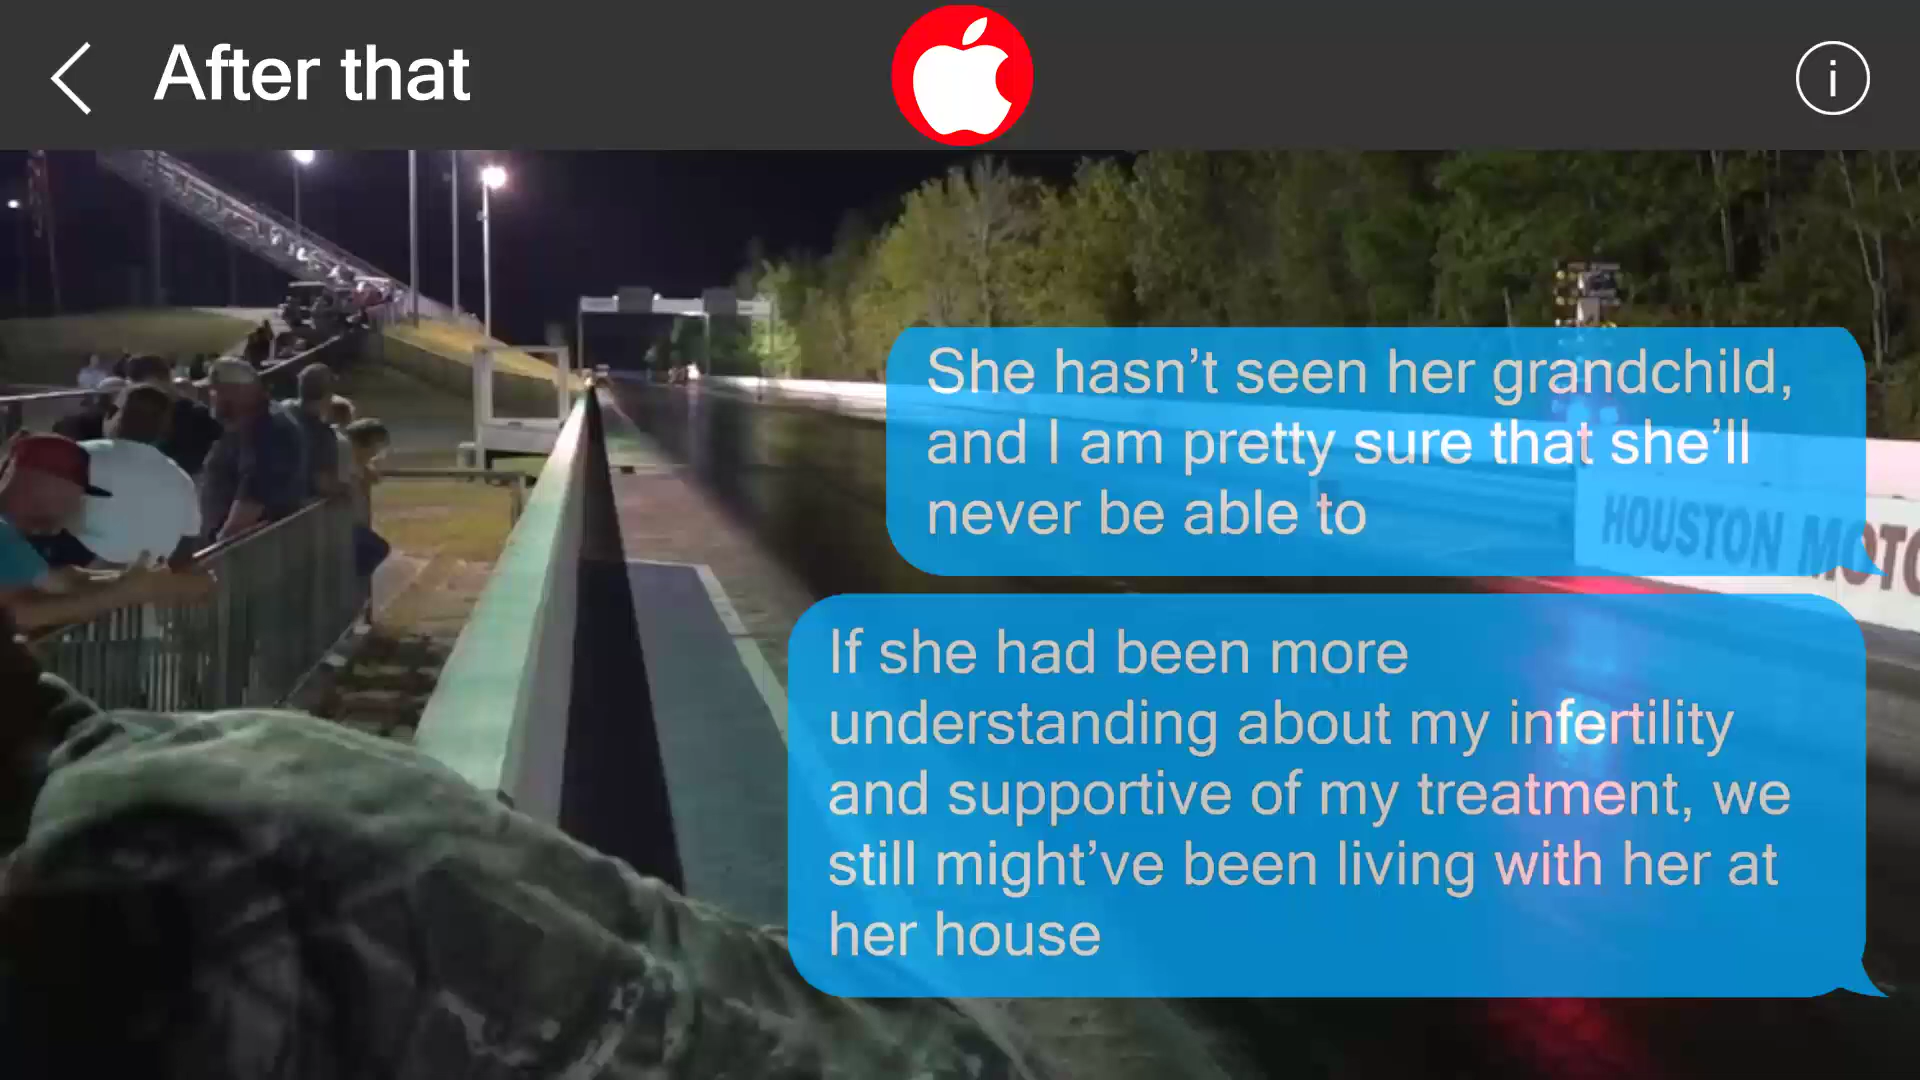 After that
She hasn’t seen her grandchild,
and I am pretty sure that she’ll
never be able to
HOUSTON MOTO
If she had been more
understanding about my infertility
and supportive of my treatment, we
still might’ve been living with her at
her house